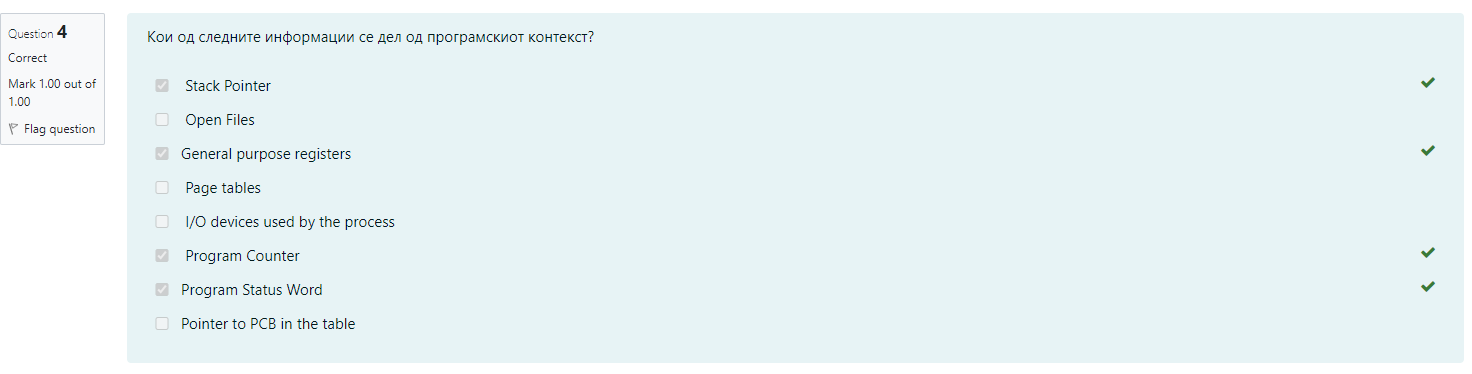 Question 4
Correct
Mark 1.00 out of
1.00
Flag question
Кои од следните информации се дел од програмскиот контекст?
Stack Pointer
Open Files
General purpose registers
Page tables
I/O devices used by the process
Program Counter
Program Status Word
Pointer to PCB in the table